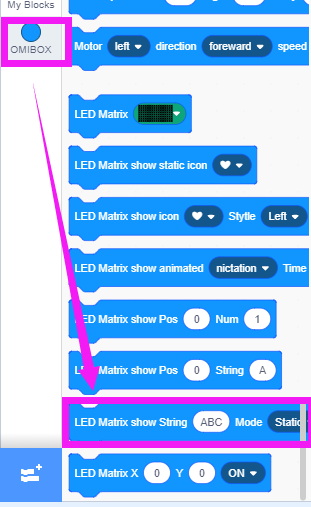 My Blocks
OMIBOX
Motor left direction foreward speed
LED Matrix
LED Matrix show static icon
LED Matrix show icon Stytle Left
LED Matrix show animated nictation Time
LED Matrix show Pos 0 Num 1
LED Matrix show Pos 0 String A
LED Matrix show String ABC Mode Static
LED Matrix X 0 Y 0 ON